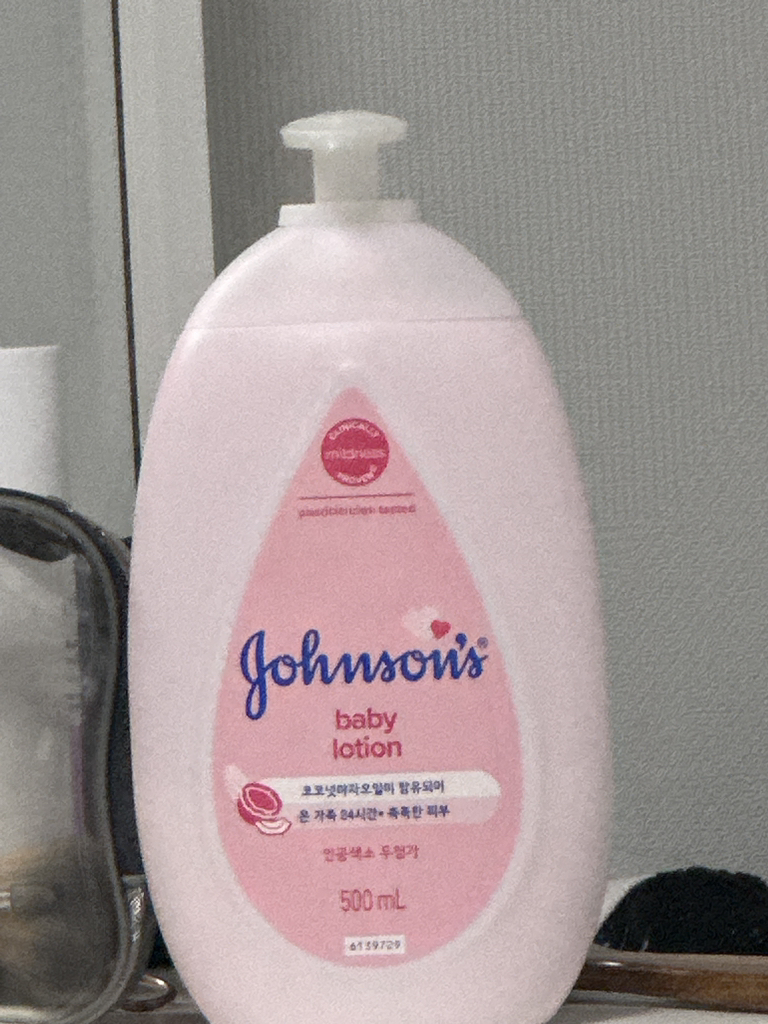 CLINICALLY
mildness
PROVEN
pediatrician tested
Johnson's®
baby
lotion
코코넛야자오일이 함유되어
온 가족 24시간* 촉촉한 피부
인공색소 무첨가
500 mL
6139729